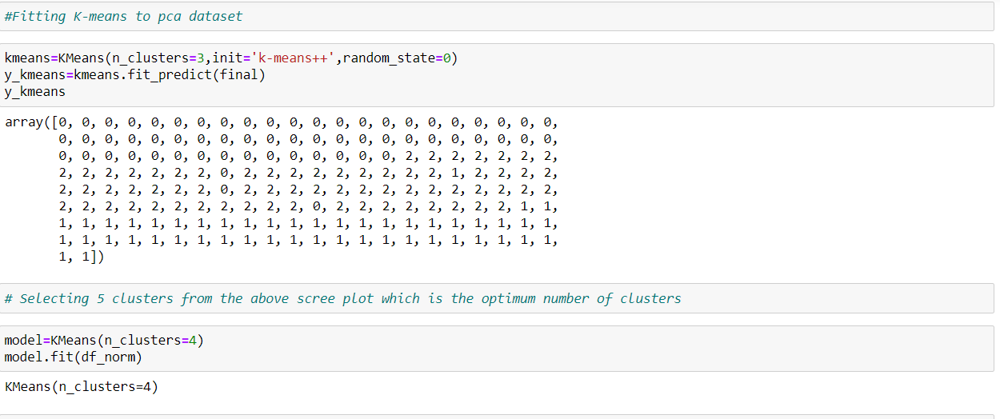 #Fitting K-means to pca dataset
kmeans=KMeans(n_clusters=3,init='k-means++',random_state=0)
y_kmeans=kmeans.fit_predict(final)
y_kmeans
array([0, 0, 0, 0, 0, 0, 0, 0, 0, 0, 0, 0, 0, 0, 0, 0, 0, 0, 0, 0, 0, 0,
0, 0, 0, 0, 0, 0, 0, 0, 0, 0, 0, 0, 0, 0, 0, 0, 0, 0, 0, 0, 0, 0,
0, 0, 0, 0, 0, 0, 0, 0, 0, 0, 0, 0, 0, 0, 0, 2, 2, 2, 2, 2, 2, 2,
2, 2, 2, 2, 2, 2, 2, 0, 2, 2, 2, 2, 2, 2, 2, 2, 2, 1, 2, 2, 2, 2,
2, 2, 2, 2, 2, 2, 2, 0, 2, 2, 2, 2, 2, 2, 2, 2, 2, 2, 2, 2, 2, 2,
2, 2, 2, 2, 2, 2, 2, 2, 2, 2, 2, 0, 2, 2, 2, 2, 2, 2, 2, 2, 1, 1,
1, 1, 1, 1, 1, 1, 1, 1, 1, 1, 1, 1, 1, 1, 1, 1, 1, 1, 1, 1, 1, 1,
1, 1, 1, 1, 1, 1, 1, 1, 1, 1, 1, 1, 1, 1, 1, 1, 1, 1, 1, 1, 1, 1,
1, 1])
# Selecting 5 clusters from the above scree plot which is the optimum number of clusters
model=KMeans(n_clusters=4)
model.fit(df_norm)
KMeans(n_clusters=4)